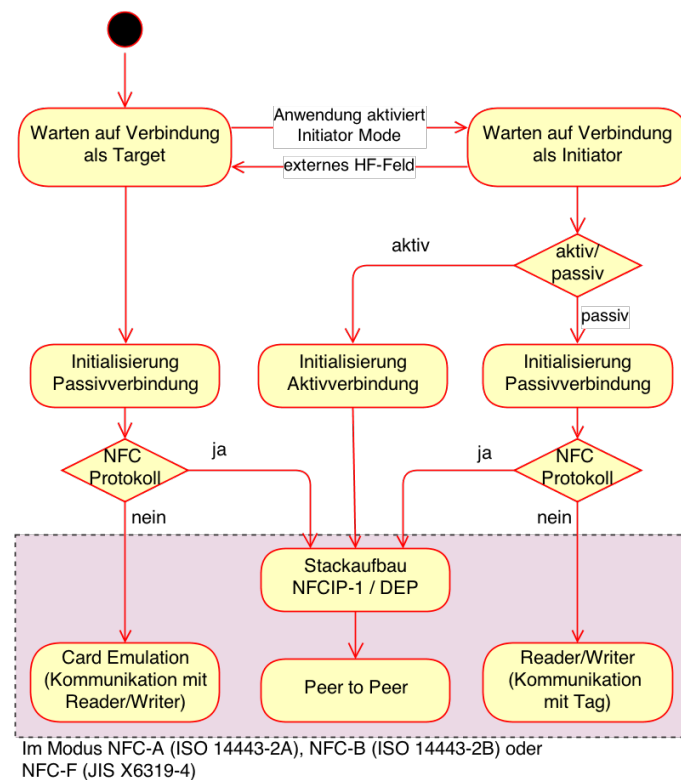 Warten auf Verbindung
als Target
Anwendung aktiviert
Initiator Mode
externes HF-Feld
Warten auf Verbindung
als Initiator
aktiv
aktiv/
passiv
passiv
Initialisierung
Passivverbindung
Initialisierung
Aktivverbindung
Initialisierung
Passivverbindung
NFC
Protokoll
ja
ja
NFC
Protokoll
nein
nein
Stackaufbau
NFCIP-1 / DEP
Card Emulation
(Kommunikation mit
Reader/Writer)
Peer to Peer
Reader/Writer
(Kommunikation
mit Tag)
Im Modus NFC-A (ISO 14443-2A), NFC-B (ISO 14443-2B) oder
NFC-F (JIS X6319-4)